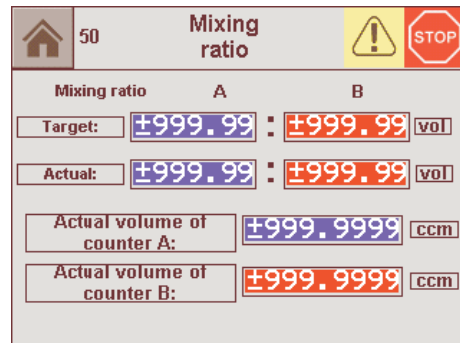 50
Mixing
ratio
STOP
Mixing ratio A B
Target: ±999.99 : ±999.99 vol
Actual: ±999.99 : ±999.99 vol
Actual volume of
counter A:
±999.9999 ccm
Actual volume of
counter B:
±999.9999 ccm